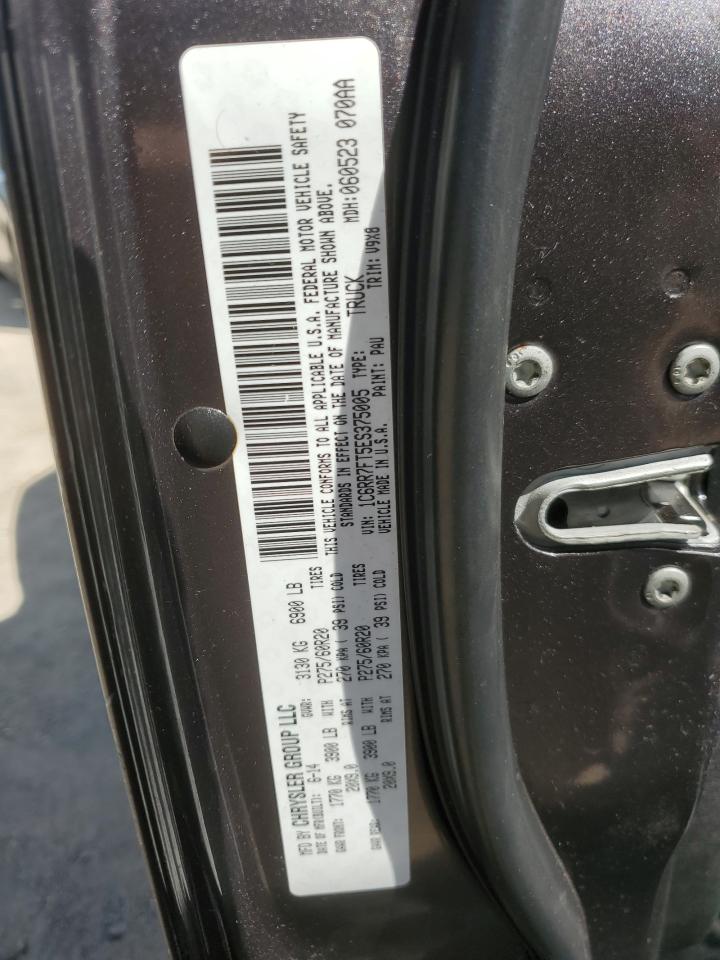 MFD BY CHRYSLER GROUP LLC
DATE OF MFR(BUILT): 6-14 GVWR: 3130 KG 6900 LB
GAWR FRONT: 1770 KG 3900 LB WITH P275/60R20 TIRES
20X9.0 RIMS AT 270 KPA ( 39 PSI) COLD
GAWR REAR: 1770 KG 3900 LB WITH P275/60R20 TIRES
20X9.0 RIMS AT 270 KPA ( 39 PSI) COLD
THIS VEHICLE CONFORMS TO ALL APPLICABLE U.S.A. FEDERAL MOTOR VEHICLE SAFETY
STANDARDS IN EFFECT ON THE DATE OF MANUFACTURE SHOWN ABOVE.
VIN: 1C6RR7FT5ES375005 TYPE: TRUCK MDH: 060523 070AA
VEHICLE MADE IN U.S.A. PAINT: PAU TRIM: V9X8